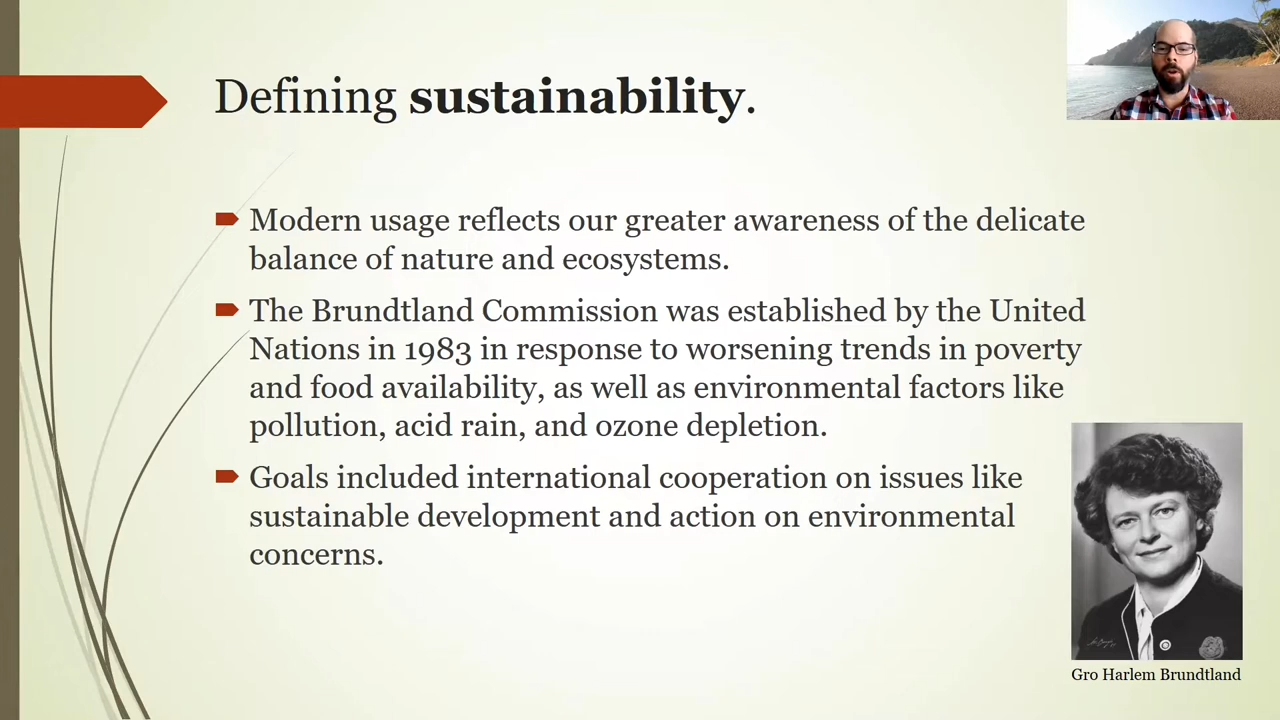 Defining sustainability.
Modern usage reflects our greater awareness of the delicate
balance of nature and ecosystems.
The Brundtland Commission was established by the United
Nations in 1983 in response to worsening trends in poverty
and food availability, as well as environmental factors like
pollution, acid rain, and ozone depletion.
Goals included international cooperation on issues like
sustainable development and action on environmental
concerns.
Gro Harlem Brundtland